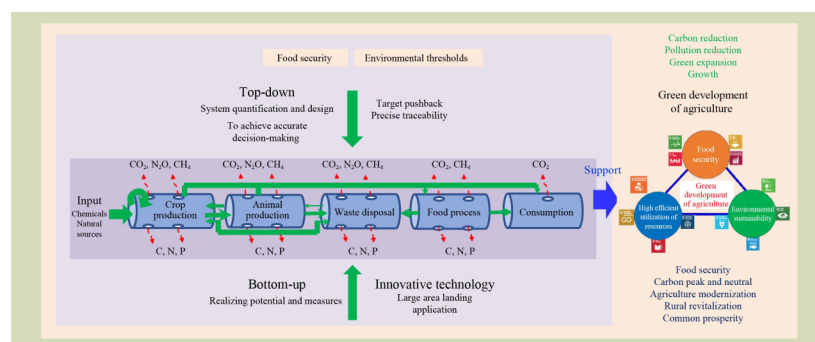 Food security
Environmental thresholds
Top-down
System quantification and design
To achieve accurate
decision-making
Target pushback
Precise traceability
CO₂, N₂O, CH₄
CO₂, N₂O, CH₄
CO₂, N₂O, CH₄
CO₂, CH₄
CO₂
Input
Chemicals
Natural
sources
Crop
production
Animal
production
Waste disposal
Food process
Consumption
C, N, P
C, N, P
C, N, P
C, N, P
Bottom-up
Realizing potential and measures
Innovative technology
Large area landing
application
Support
Carbon reduction
Pollution reduction
Green expansion
Growth
Green development
of agriculture
Food
security
Green
development
of agriculture
High efficient
utilization of
resources
Environmental
sustainability
Food security
Carbon peak and neutral
Agriculture modernization
Rural revitalization
Common prosperity